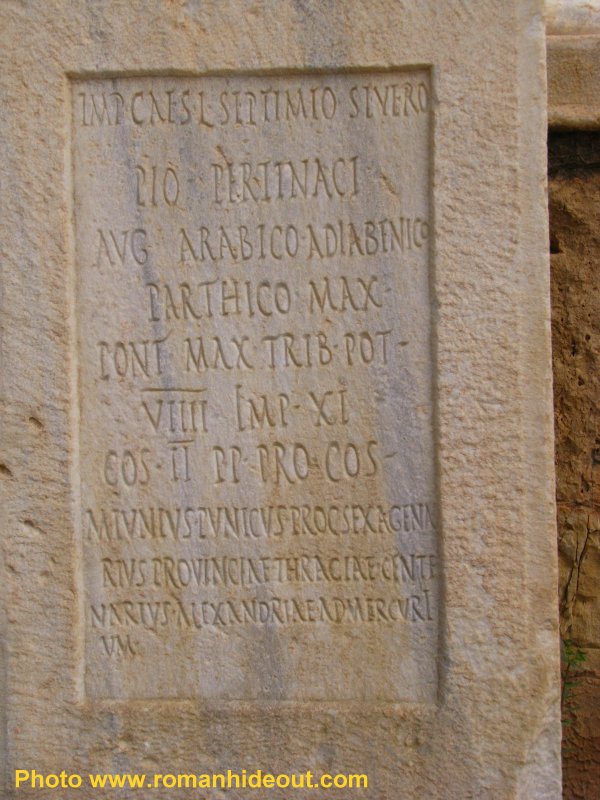 IMP CAES L SEPTIMIO SEVERO
PIO · PERTINACI
AVG ARABICO · ADIABENICO
PARTHICO · MAX ·
PONT MAX TRIB · POT ·
VIIII IMP · XI
COS · II PP · PRO · COS ·
M IVNIVS PVNICVS PROC SEXAGENA
RIVS PROVINCIAE THRACIAE · CENTE
NARIVS · ALEXANDRIAE AD MERCVRI
VM ·
Photo www.romanhideout.com